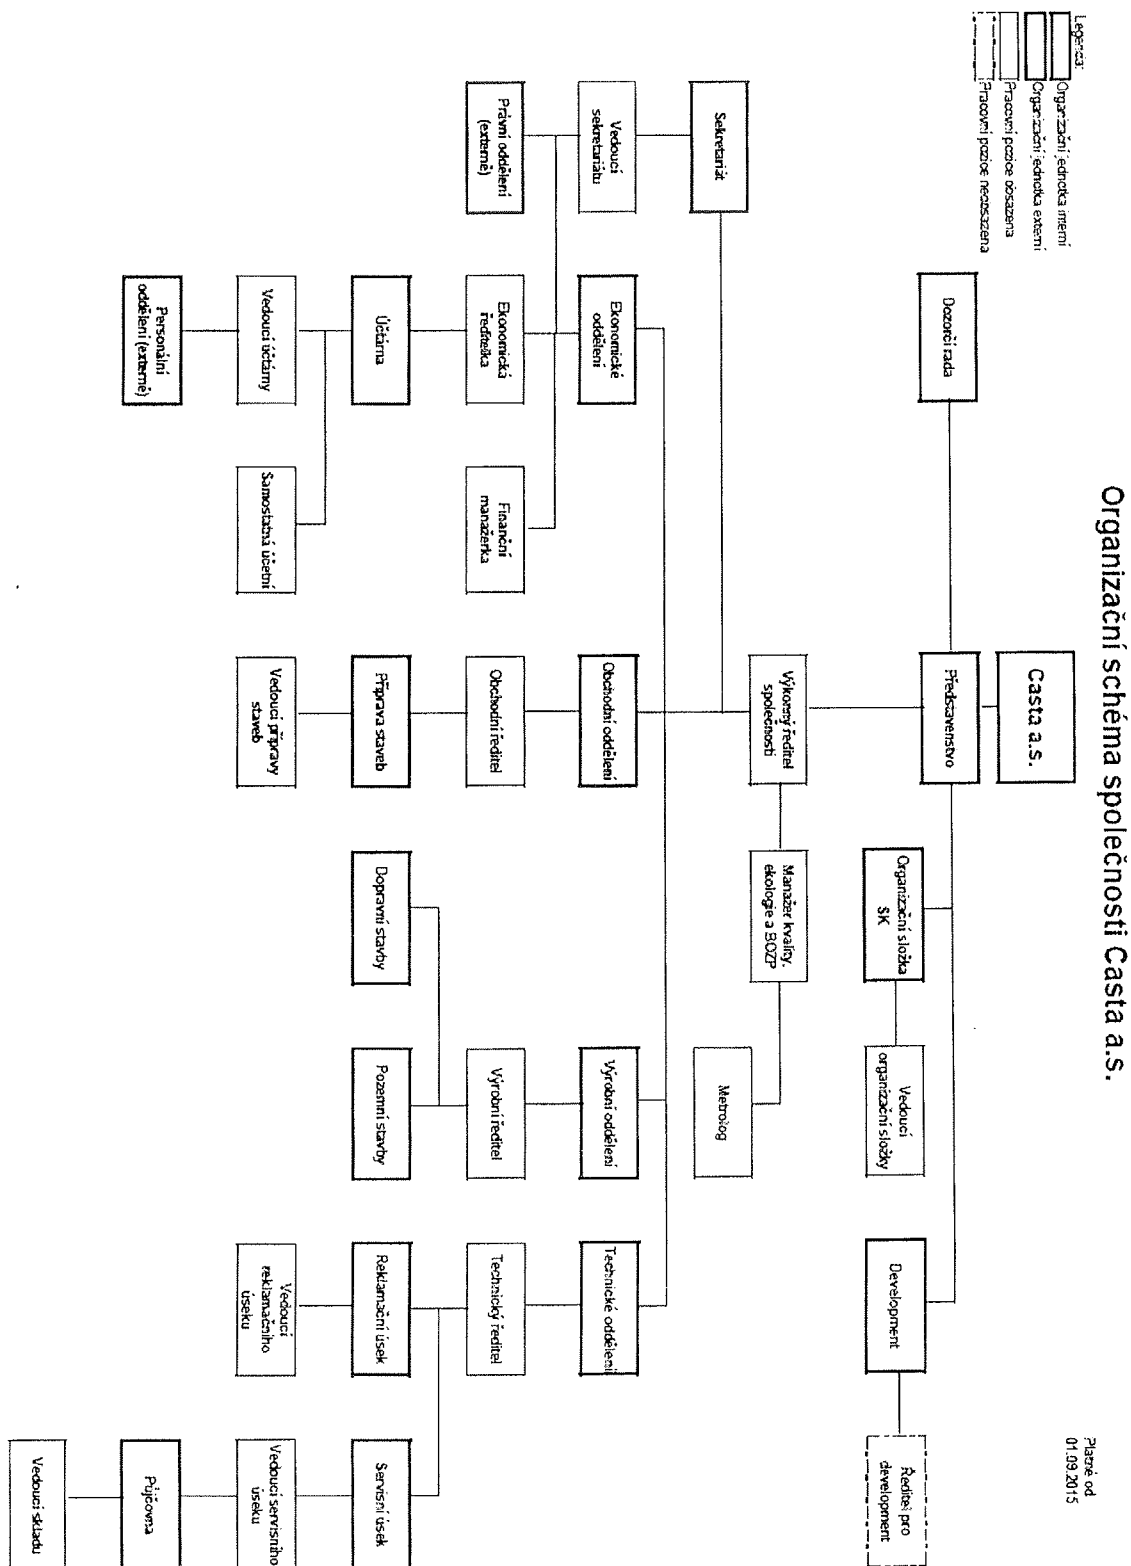 Organizační schéma společnosti Casta a.s.
Platné od
01.09.2015
Legenda:
Organizační jednotka interní
Organizační jednotka externí
Pracovní pozice obsazena
Pracovní pozice neobsazena
Casta a.s.
Dozorčí rada
Představenstvo
Organizační složka
SK
Vedoucí
organizační složky
Development
Ředitel pro
development
Výkonný ředitel
společnosti
Manažer kvality,
ekologie a BOZP
Metrolog
Sekretariát
Vedoucí
sekretariátu
Ekonomické
oddělení
Obchodní oddělení
Výrobní oddělení
Technické oddělení
Právní oddělení
(externě)
Ekonomická
ředitelka
Finanční
manažerka
Obchodní ředitel
Výrobní ředitel
Technický ředitel
Účtárna
Příprava staveb
Dopravní stavby
Pozemní stavby
Reklamační úsek
Servisní úsek
Vedoucí účtárny
Samostatná účetní
Vedoucí přípravy
staveb
Vedoucí
reklamačního
úseku
Vedoucí servisního
úseku
Personální
oddělení (externě)
Půjčovna
Vedoucí skladu